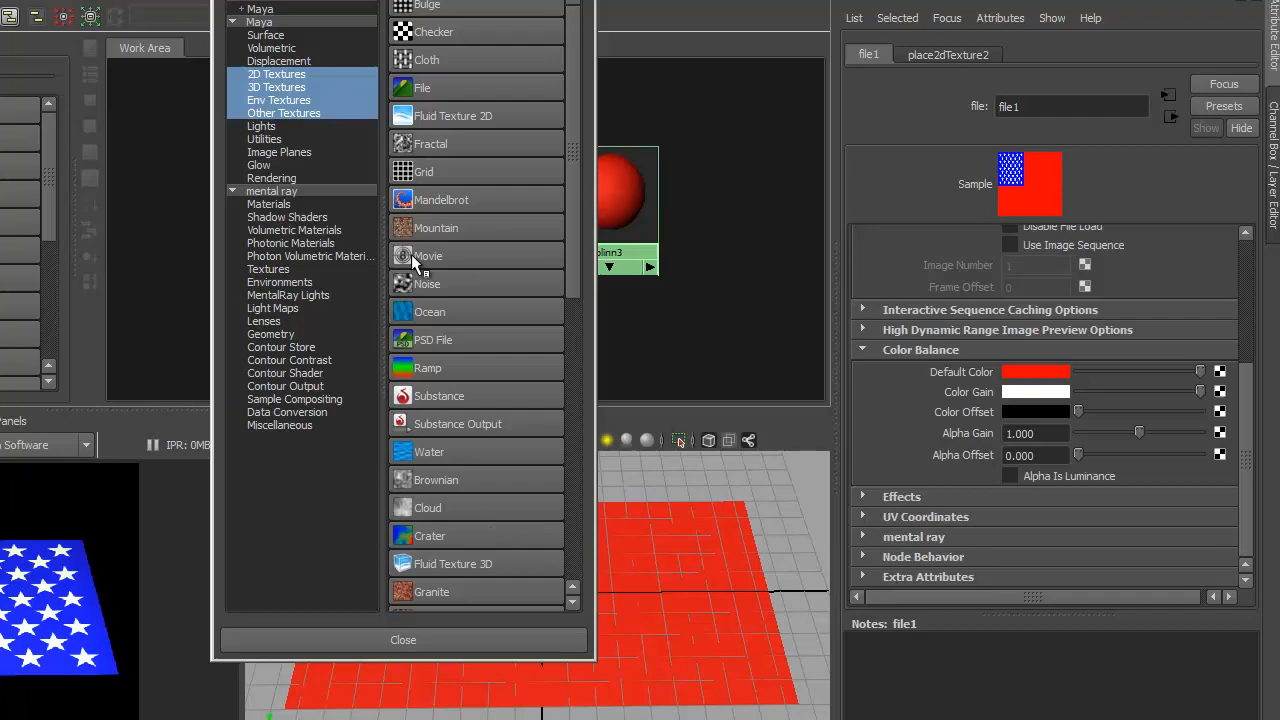 Maya
Maya
Surface
Volumetric
Displacement
2D Textures
3D Textures
Env Textures
Other Textures
Lights
Utilities
Image Planes
Glow
Rendering
mental ray
Materials
Shadow Shaders
Volumetric Materials
Photonic Materials
Photon Volumetric Materi...
Textures
Environments
MentalRay Lights
Light Maps
Lenses
Geometry
Contour Store
Contour Contrast
Contour Shader
Contour Output
Sample Compositing
Data Conversion
Miscellaneous
Bulge
Checker
Cloth
File
Fluid Texture 2D
Fractal
Grid
Mandelbrot
Mountain
Movie
Noise
Ocean
PSD File
Ramp
Substance
Substance Output
Water
Brownian
Cloud
Crater
Fluid Texture 3D
Granite
Close
Work Area
Panels
Software
IPR: 0MB
blinn3
List Selected Focus Attributes Show Help
file1 place2dTexture2
file: file1
Focus
Presets
Show Hide
Sample
Disable File Load
Use Image Sequence
Image Number 1
Frame Offset 0
Interactive Sequence Caching Options
High Dynamic Range Image Preview Options
Color Balance
Default Color
Color Gain
Color Offset
Alpha Gain 1.000
Alpha Offset 0.000
Alpha Is Luminance
Effects
UV Coordinates
mental ray
Node Behavior
Extra Attributes
Notes: file1
Attribute Editor
Channel Box / Layer Editor